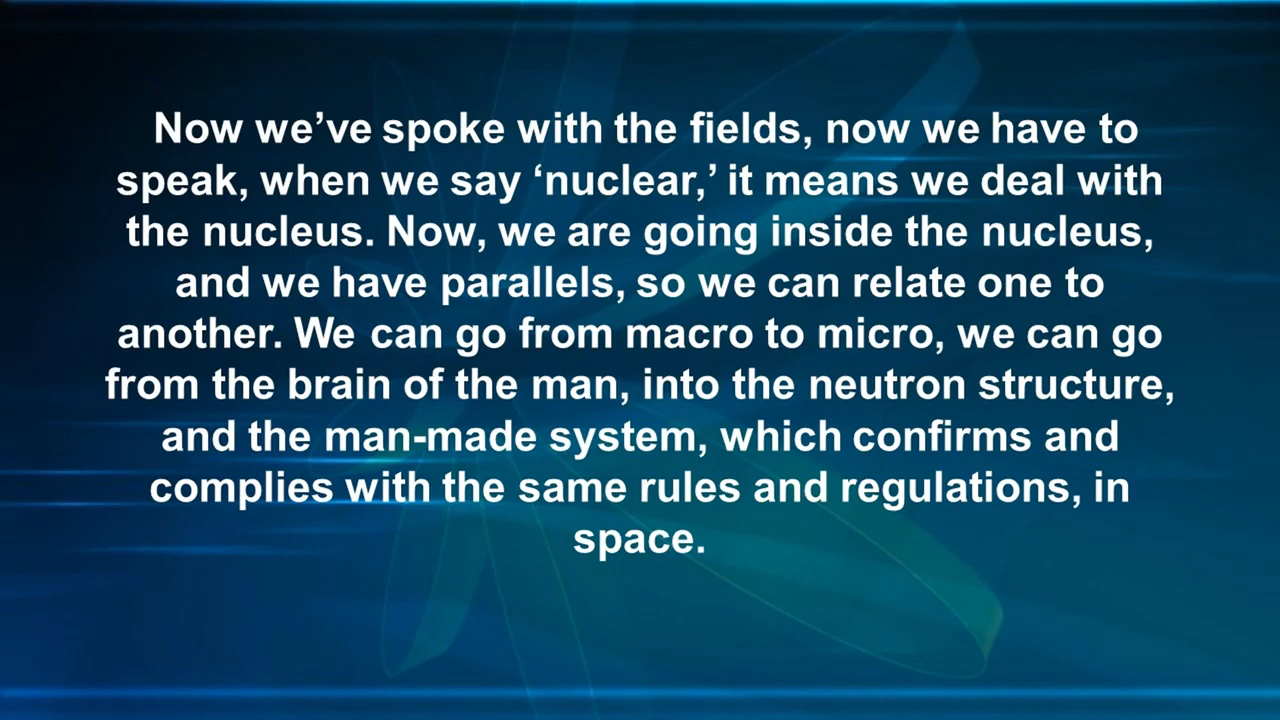 Now we’ve spoke with the fields, now we have to
speak, when we say ‘nuclear,’ it means we deal with
the nucleus. Now, we are going inside the nucleus,
and we have parallels, so we can relate one to
another. We can go from macro to micro, we can go
from the brain of the man, into the neutron structure,
and the man-made system, which confirms and
complies with the same rules and regulations, in
space.